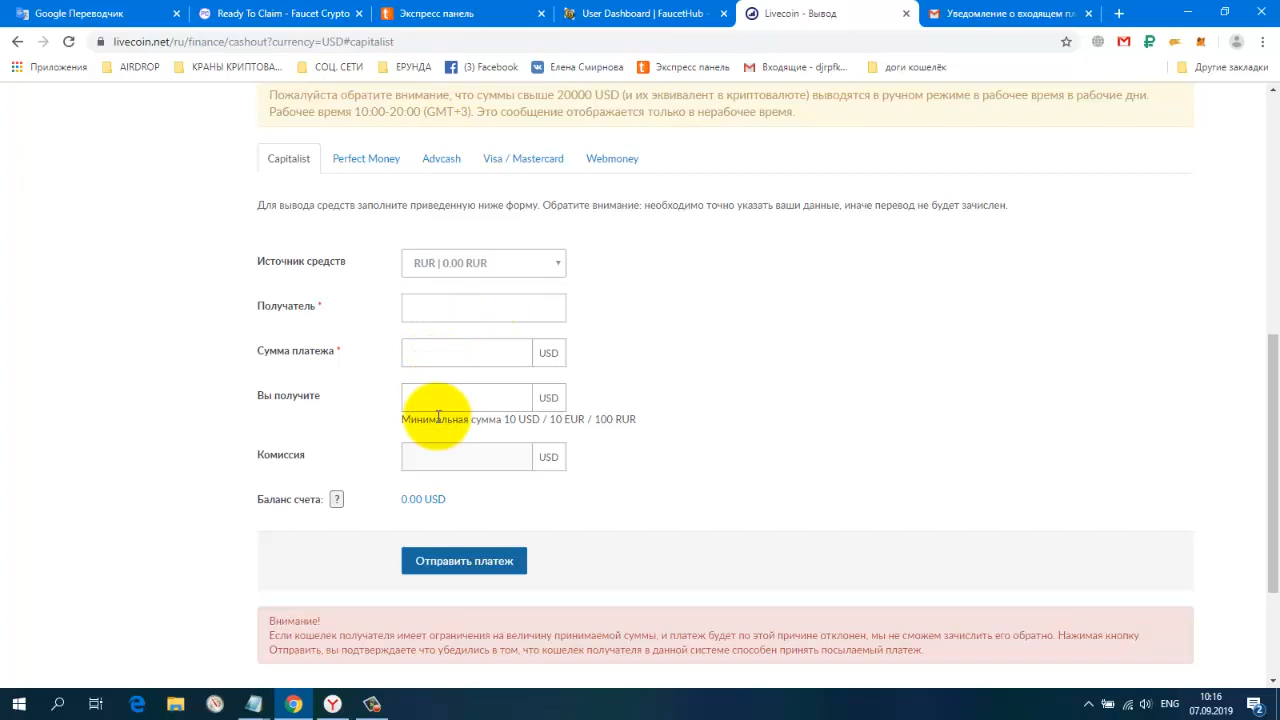 Google Переводчик
Ready To Claim - Faucet Crypto
Экспресс панель
User Dashboard | FaucetHub -
Livecoin - Вывод
Уведомление о входящем пл
livecoin.net/ru/finance/cashout?currency=USD#capitalist
Приложения
AIRDROP
КРАНЫ КРИПТОВА...
СОЦ. СЕТИ
ЕРУНДА
(3) Facebook
Елена Смирнова
Экспресс панель
Входящие - djrpfk...
доги кошелёк
Другие закладки
Пожалуйста обратите внимание, что суммы свыше 20000 USD (и их эквивалент в криптовалюте) выводятся в ручном режиме в рабочее время в рабочие дни.
Рабочее время 10:00-20:00 (GMT+3). Это сообщение отображается только в нерабочее время.
Capitalist
Perfect Money
Advcash
Visa / Mastercard
Webmoney
Для вывода средств заполните приведенную ниже форму. Обратите внимание: необходимо точно указать ваши данные, иначе перевод не будет зачислен.
Источник средств
RUR | 0.00 RUR
Получатель *
Сумма платежа *
USD
Вы получите
USD
Минимальная сумма 10 USD / 10 EUR / 100 RUR
Комиссия
USD
Баланс счета: ?
0.00 USD
Отправить платеж
Внимание!
Если кошелек получателя имеет ограничения на величину принимаемой суммы, и платеж будет по этой причине отклонен, мы не сможем зачислить его обратно. Нажимая кнопку
Отправить, вы подтверждаете что убедились в том, что кошелек получателя в данной системе способен принять посылаемый платеж.
ENG
10:16
07.09.2019
2